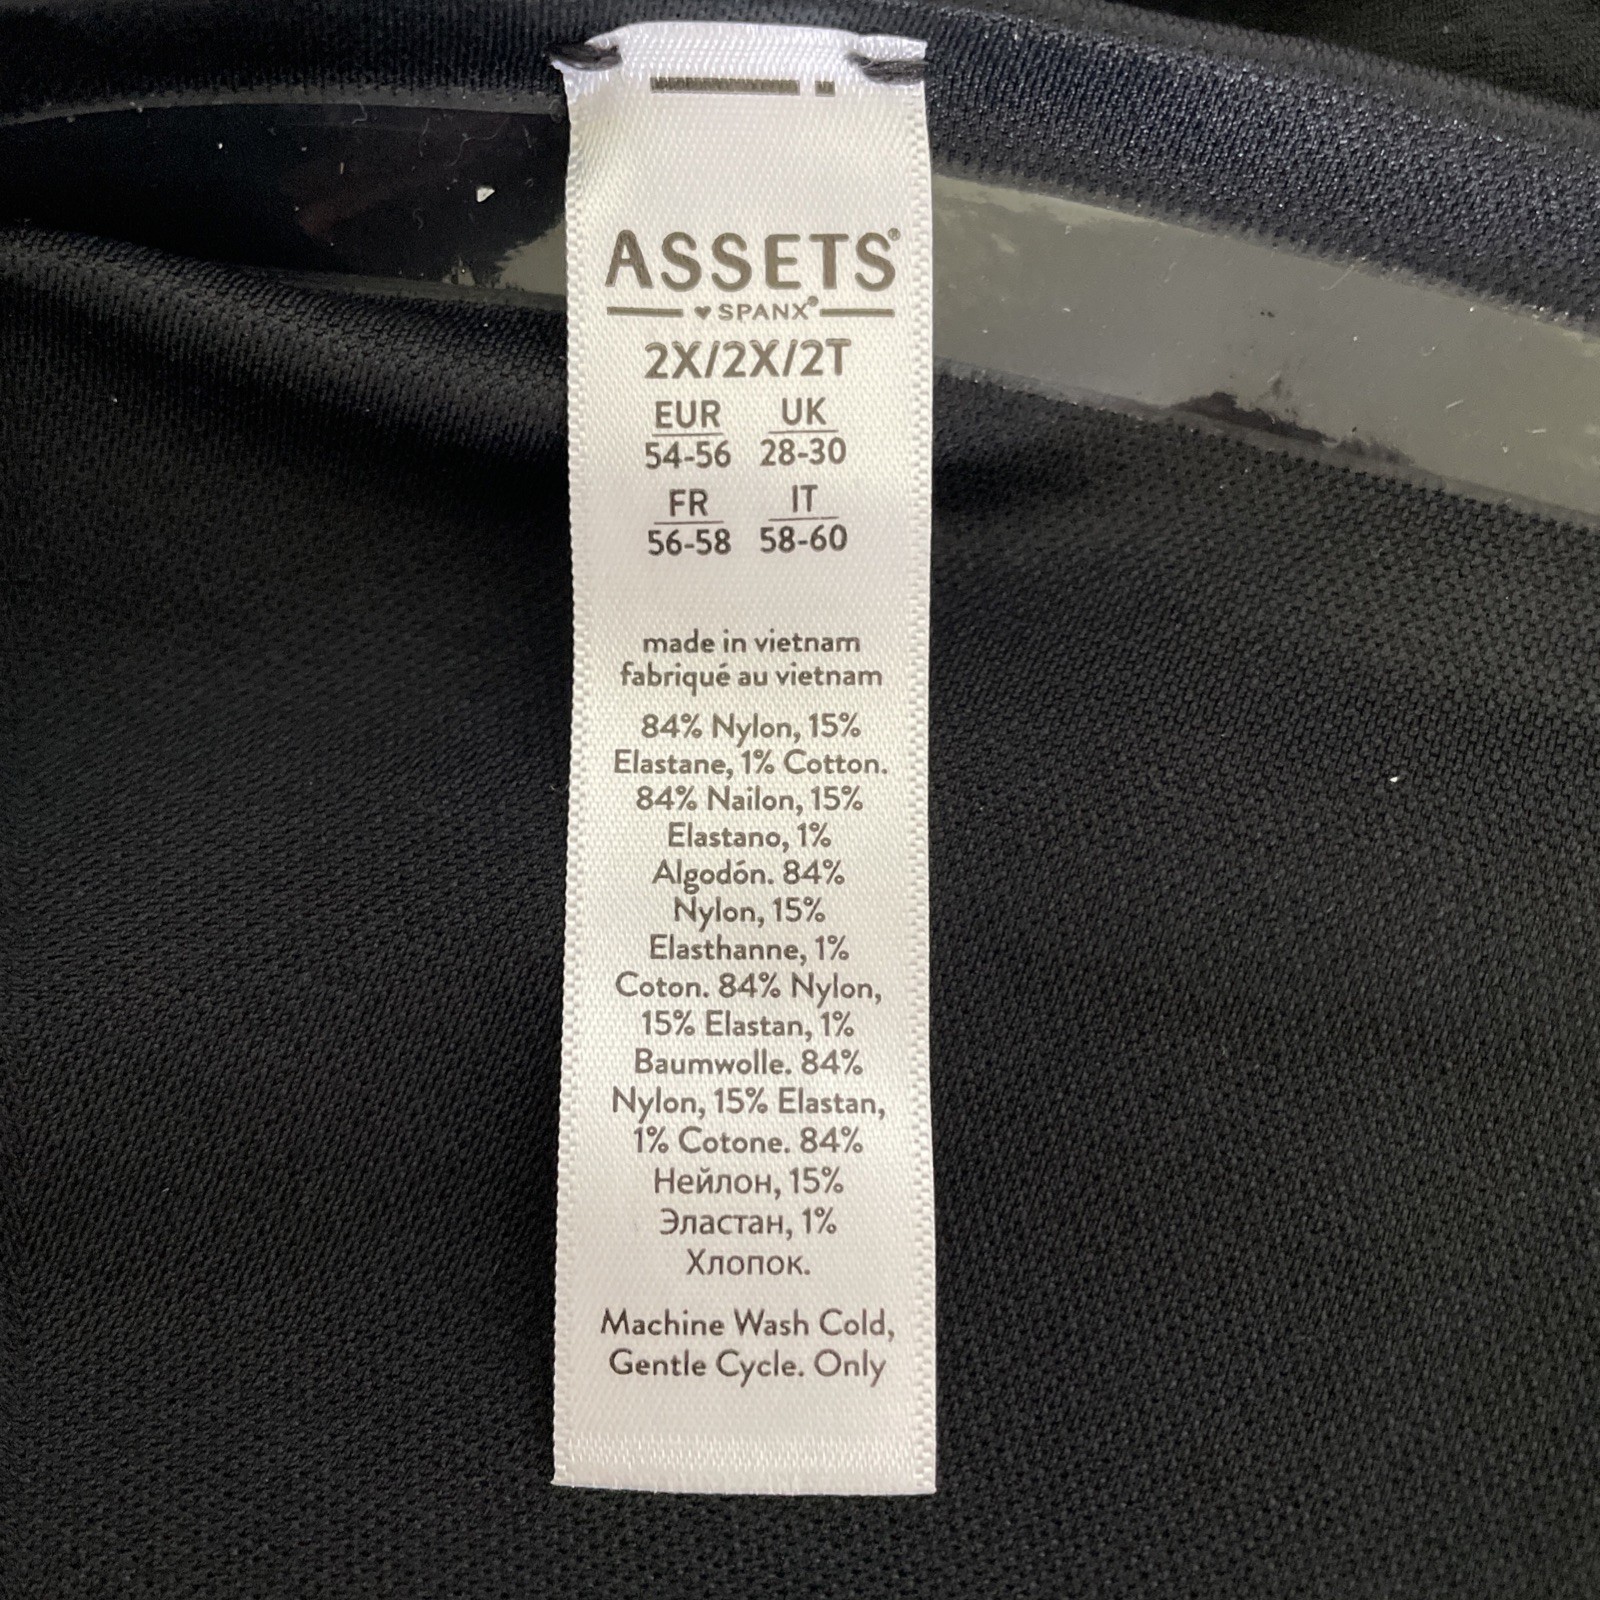 ASSETS®
♥ SPANX®
2X/2X/2T
EUR UK
54-56 28-30
FR IT
56-58 58-60
made in vietnam
fabriqué au vietnam
84% Nylon, 15%
Elastane, 1% Cotton.
84% Nailon, 15%
Elastano, 1%
Algodón. 84%
Nylon, 15%
Elasthanne, 1%
Coton. 84% Nylon,
15% Elastan, 1%
Baumwolle. 84%
Nylon, 15% Elastan,
1% Cotone. 84%
Нейлон, 15%
Эластан, 1%
Хлопок.
Machine Wash Cold,
Gentle Cycle. Only